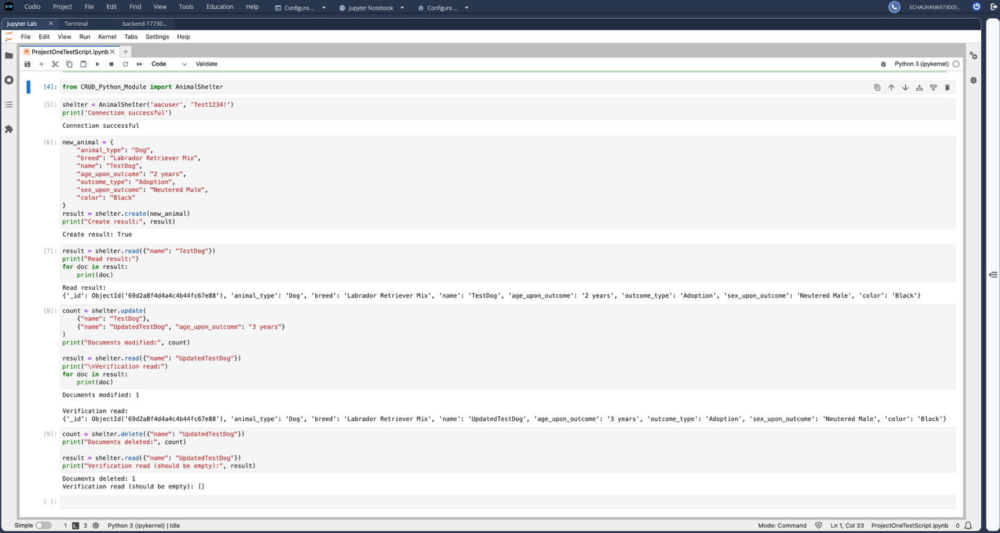 Codio Project File Edit Find View Tools Education Help Configure.... Jupyter Notebook Configure.... SCHAUHAN6973005...
Jupyter Lab Terminal backend-17730...
File Edit View Run Kernel Tabs Settings Help
ProjectOneTestScript.ipynb
Code Validate Python 3 (ipykernel)
[4]: from CRUD_Python_Module import AnimalShelter
[5]: shelter = AnimalShelter('aacuser', 'Test1234!')
print('Connection successful')
Connection successful
[6]: new_animal = {
"animal_type": "Dog",
"breed": "Labrador Retriever Mix",
"name": "TestDog",
"age_upon_outcome": "2 years",
"outcome_type": "Adoption",
"sex_upon_outcome": "Neutered Male",
"color": "Black"
}
result = shelter.create(new_animal)
print("Create result:", result)
Create result: True
[7]: result = shelter.read({"name": "TestDog"})
print("Read result:")
for doc in result:
print(doc)
Read result:
{'_id': ObjectId('69d2a8f4d4a4c4b44fc67e88'), 'animal_type': 'Dog', 'breed': 'Labrador Retriever Mix', 'name': 'TestDog', 'age_upon_outcome': '2 years', 'outcome_type': 'Adoption', 'sex_upon_outcome': 'Neutered Male', 'color': 'Black'}
[8]: count = shelter.update(
{"name": "TestDog"},
{"name": "UpdatedTestDog", "age_upon_outcome": "3 years"}
)
print("Documents modified:", count)
result = shelter.read({"name": "UpdatedTestDog"})
print("\nVerification read:")
for doc in result:
print(doc)
Documents modified: 1
Verification read:
{'_id': ObjectId('69d2a8f4d4a4c4b44fc67e88'), 'animal_type': 'Dog', 'breed': 'Labrador Retriever Mix', 'name': 'UpdatedTestDog', 'age_upon_outcome': '3 years', 'outcome_type': 'Adoption', 'sex_upon_outcome': 'Neutered Male', 'color': 'Black'}
[9]: count = shelter.delete({"name": "UpdatedTestDog"})
print("Documents deleted:", count)
result = shelter.read({"name": "UpdatedTestDog"})
print("Verification read (should be empty):", result)
Documents deleted: 1
Verification read (should be empty): []
[ ]:
Simple 1 3 Python 3 (ipykernel) | Idle Mode: Command Ln 1, Col 33 ProjectOneTestScript.ipynb 0